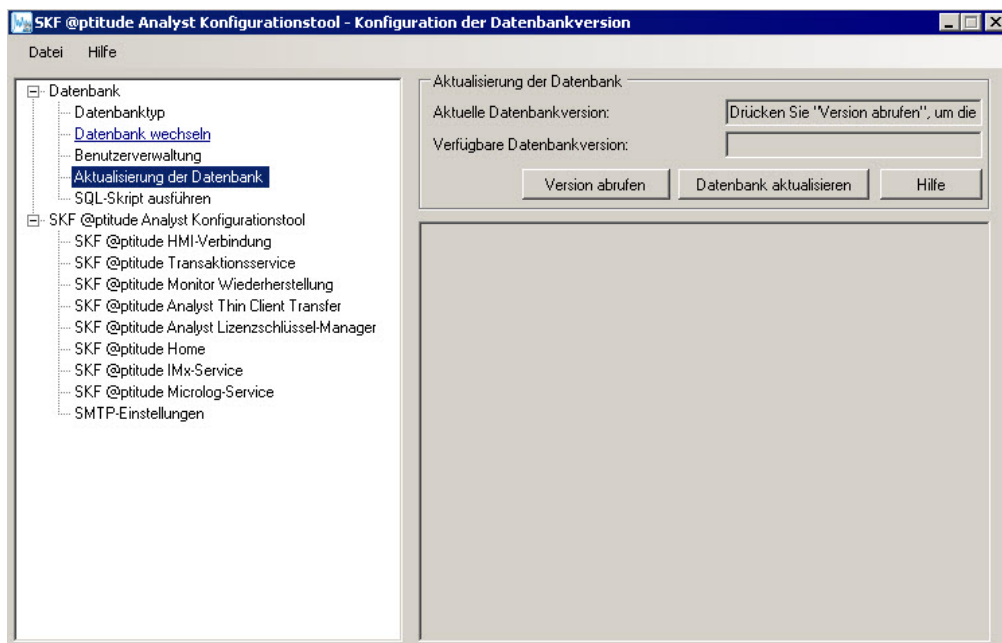 SKF @ptitude Analyst Konfigurationstool - Konfiguration der Datenbankversion
Datei Hilfe
Datenbank
Datenbanktyp
Datenbank wechseln
Benutzerverwaltung
Aktualisierung der Datenbank
SQL-Skript ausführen
SKF @ptitude Analyst Konfigurationstool
SKF @ptitude HMI-Verbindung
SKF @ptitude Transaktionsservice
SKF @ptitude Monitor Wiederherstellung
SKF @ptitude Analyst Thin Client Transfer
SKF @ptitude Analyst Lizenzschlüssel-Manager
SKF @ptitude Home
SKF @ptitude IMx-Service
SKF @ptitude Microlog-Service
SMTP-Einstellungen
Aktualisierung der Datenbank
Aktuelle Datenbankversion: Drücken Sie "Version abrufen", um die
Verfügbare Datenbankversion:
Version abrufen Datenbank aktualisieren Hilfe